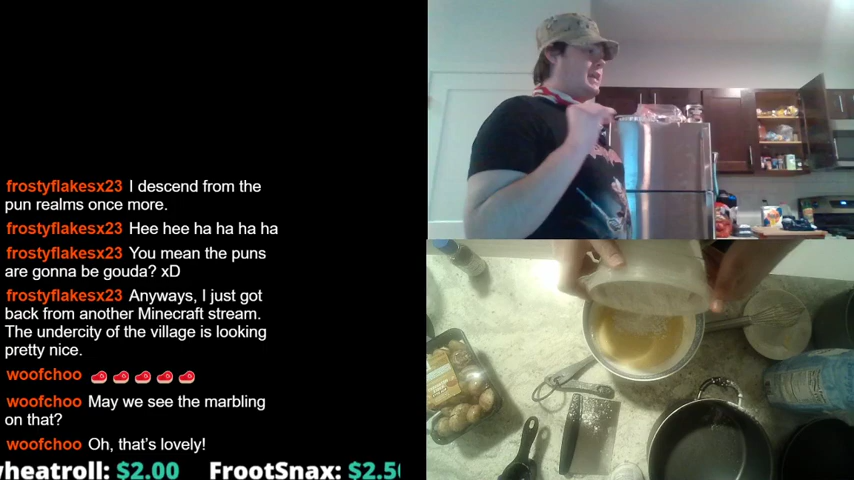 frostyflakesx23 I descend from the
pun realms once more.
frostyflakesx23 Hee hee ha ha ha ha
frostyflakesx23 You mean the puns
are gonna be gouda? xD
frostyflakesx23 Anyways, I just got
back from another Minecraft stream.
The undercity of the village is looking
pretty nice.
woofchoo 🥩 🥩 🥩 🥩 🥩
woofchoo May we see the marbling
on that?
woofchoo Oh, that's lovely!
wheatroll: $2.00 FrootSnax: $2.50